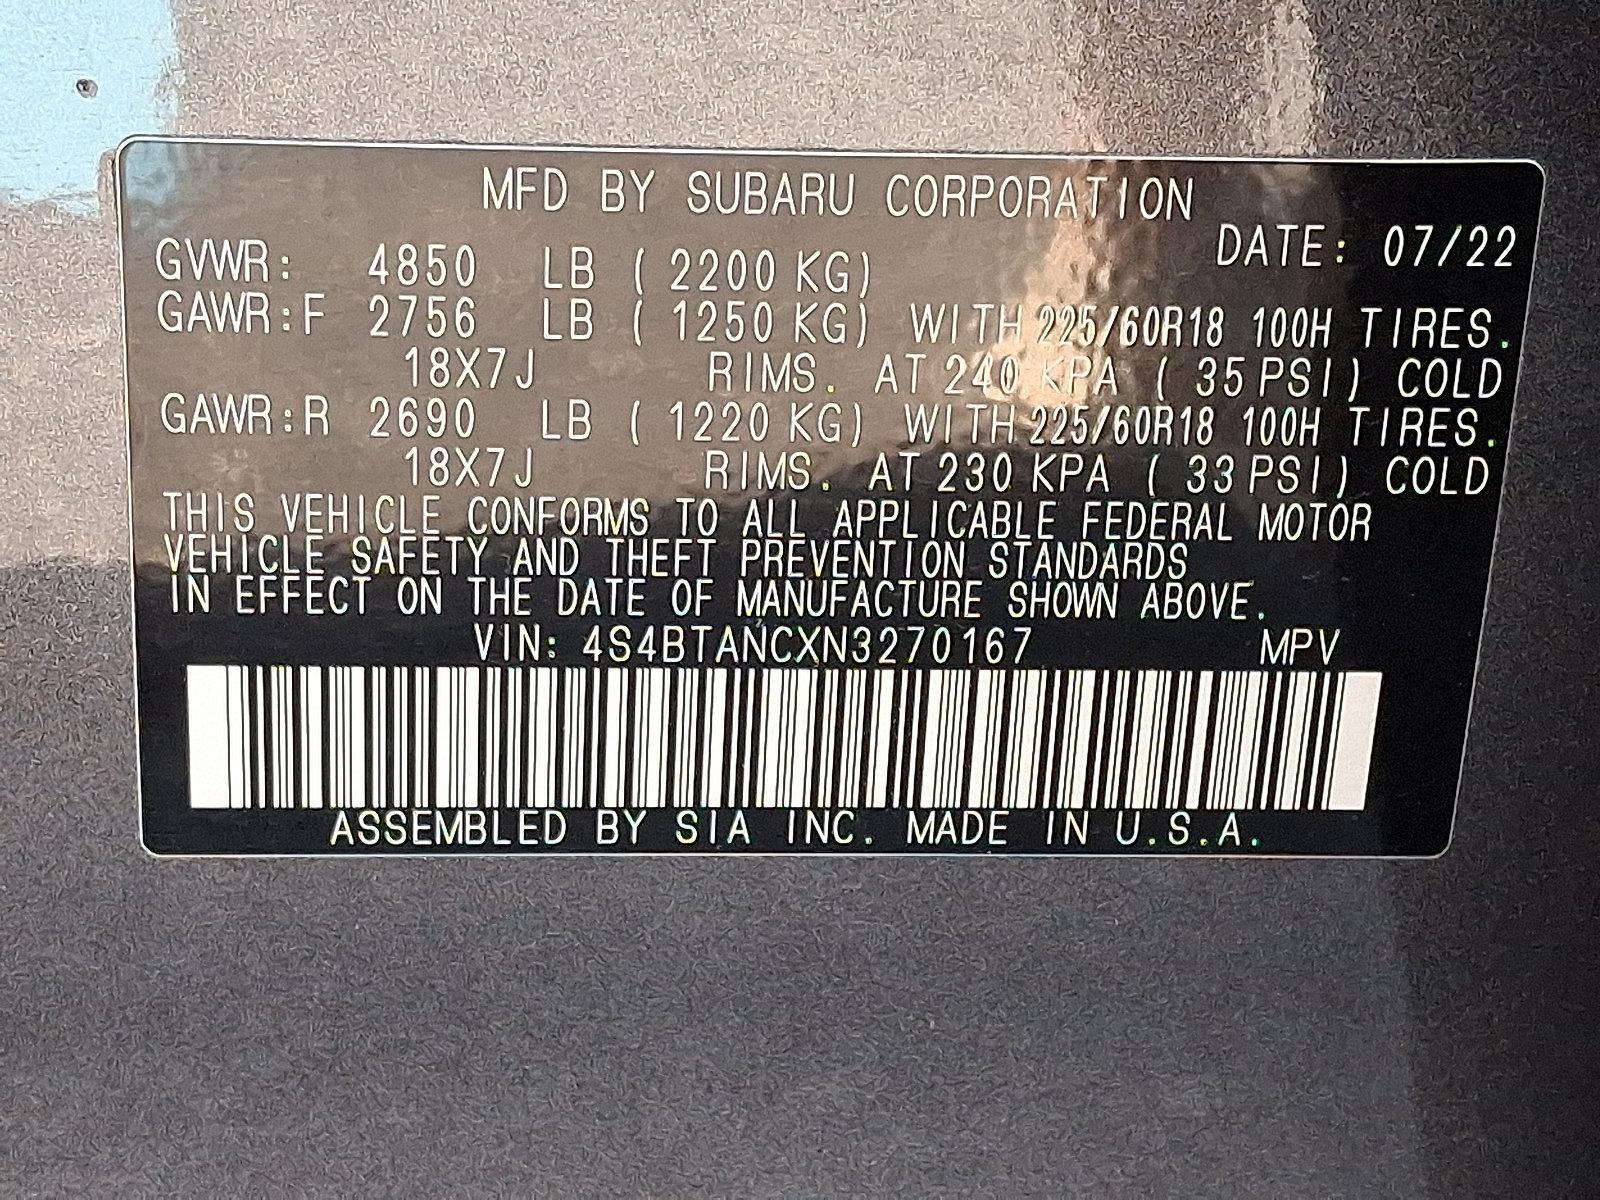 MFD BY SUBARU CORPORATION
DATE: 07/22
GVWR: 4850 LB ( 2200 KG)
GAWR:F 2756 LB ( 1250 KG) WITH 225/60R18 100H TIRES.
18X7J RIMS. AT 240 KPA ( 35 PSI) COLD
GAWR:R 2690 LB ( 1220 KG) WITH 225/60R18 100H TIRES.
18X7J RIMS. AT 230 KPA ( 33 PSI) COLD
THIS VEHICLE CONFORMS TO ALL APPLICABLE FEDERAL MOTOR
VEHICLE SAFETY AND THEFT PREVENTION STANDARDS
IN EFFECT ON THE DATE OF MANUFACTURE SHOWN ABOVE.
VIN: 4S4BTANCXN3270167 MPV
ASSEMBLED BY SIA INC. MADE IN U.S.A.